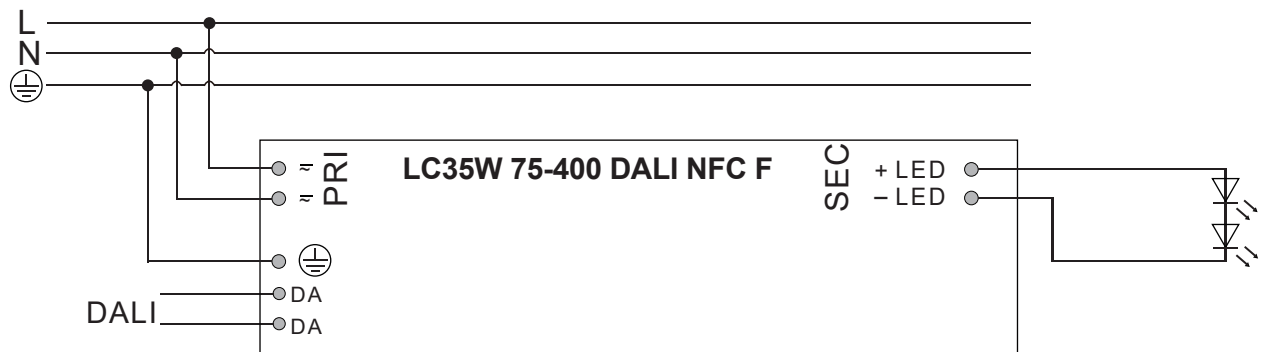 L
N
≂ PRI
≂
LC35W 75-400 DALI NFC F
SEC
+ LED
– LED
DA
DALI
DA